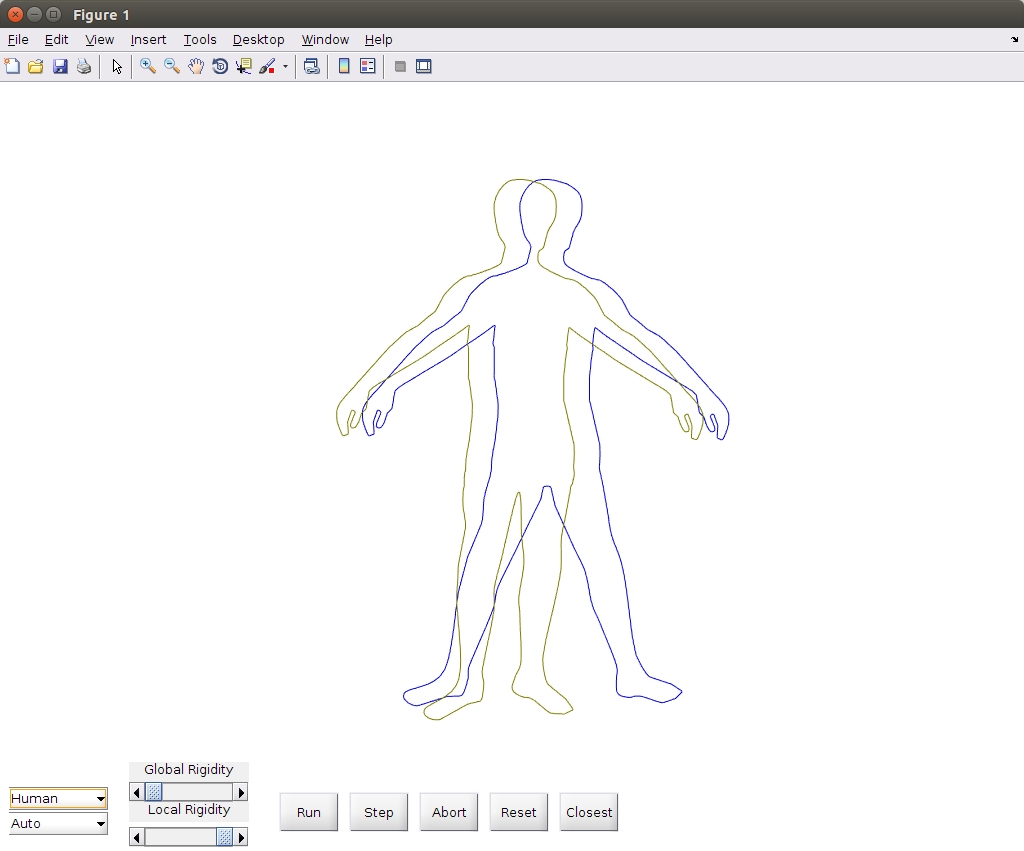 Figure 1
File Edit View Insert Tools Desktop Window Help
Global Rigidity
Human
Local Rigidity
Auto
Run Step Abort Reset Closest